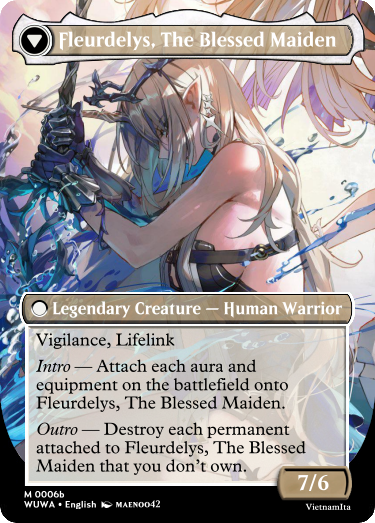 Fleurdelys, The Blessed Maiden
Legendary Creature — Human Warrior
Vigilance, Lifelink
Intro — Attach each aura and
equipment on the battlefield onto
Fleurdelys, The Blessed Maiden.
Outro — Destroy each permanent
attached to Fleurdelys, The Blessed
Maiden that you don't own.
7/6
M 0006b
WUWA • English MAENOO42
VietnamIta